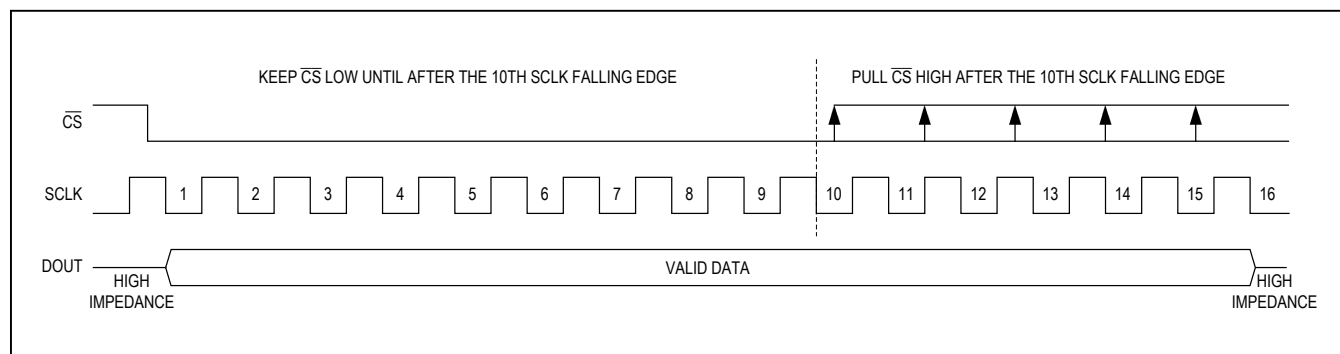 KEEP CS LOW UNTIL AFTER THE 10TH SCLK FALLING EDGE
PULL CS HIGH AFTER THE 10TH SCLK FALLING EDGE
CS
SCLK
1 2 3 4 5 6 7 8 9 10 11 12 13 14 15 16
DOUT
VALID DATA
HIGH
IMPEDANCE
HIGH
IMPEDANCE